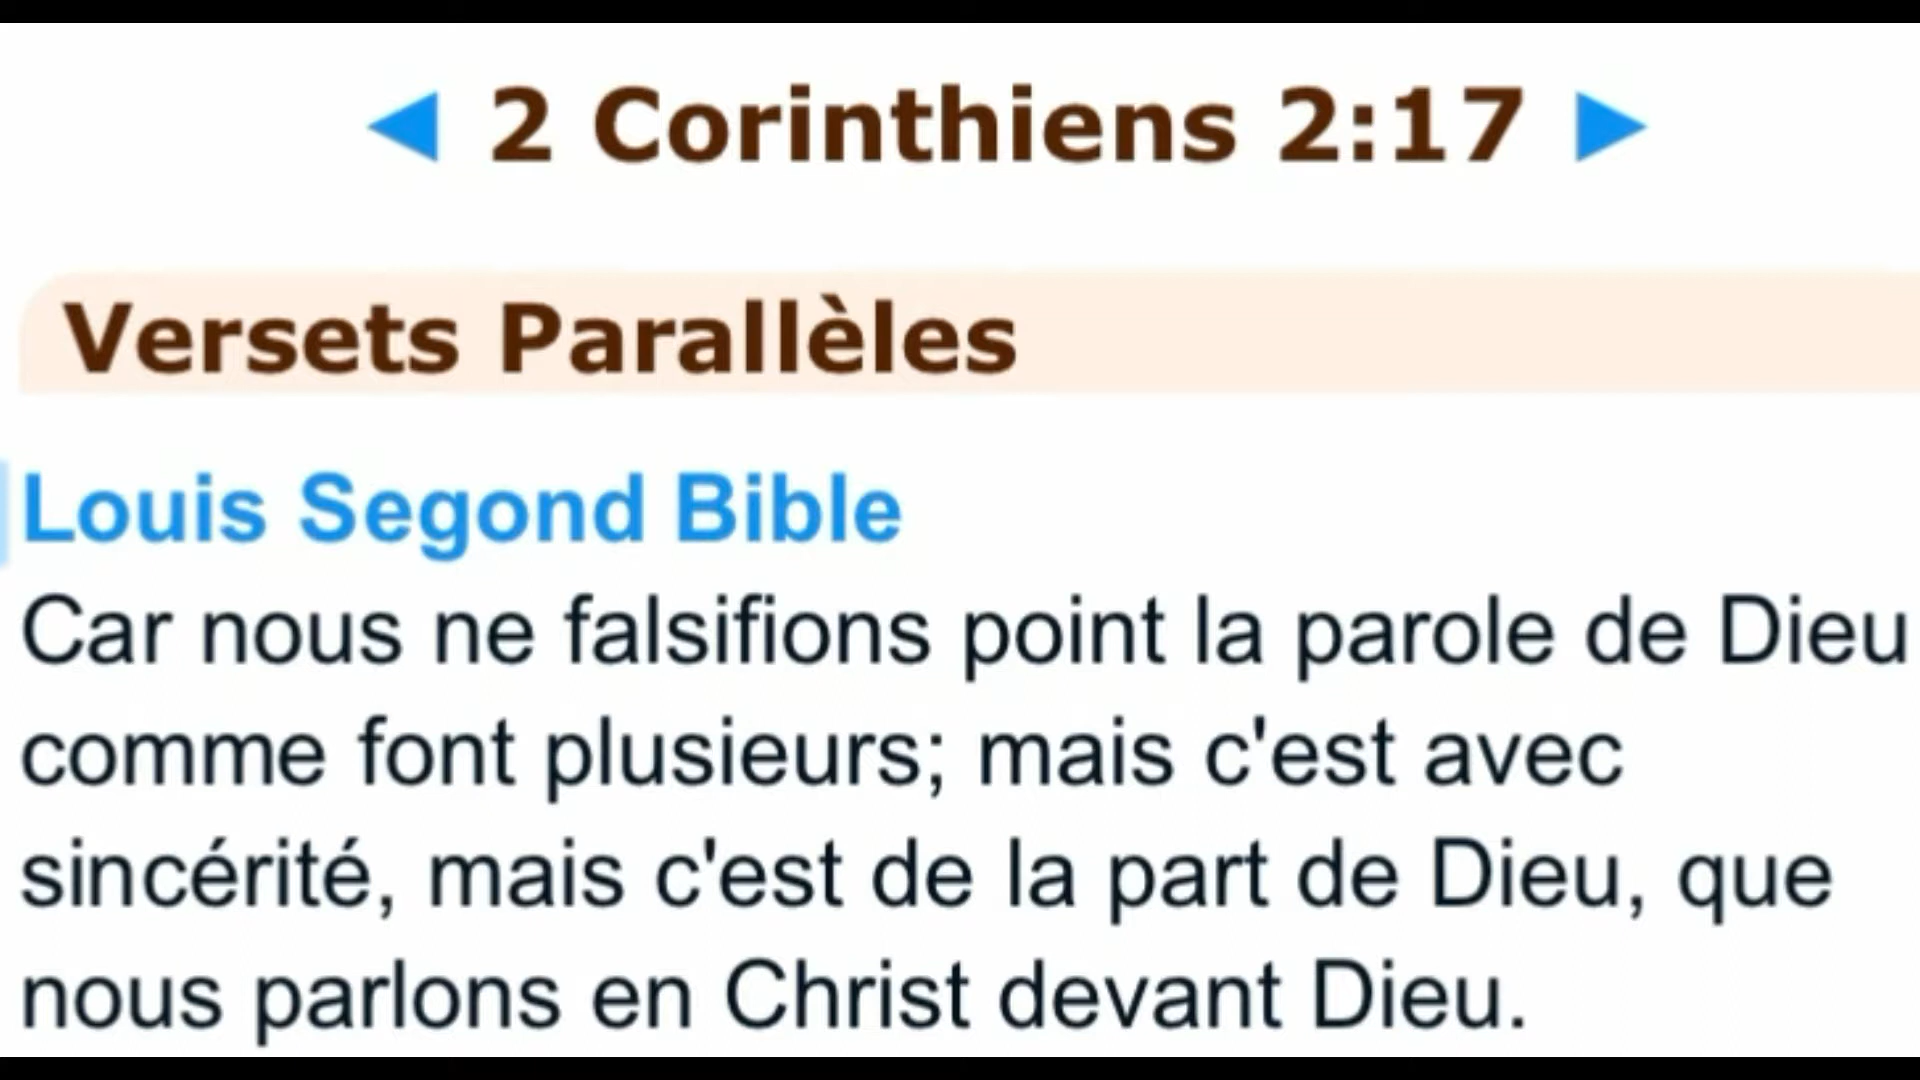 2 Corinthiens 2:17
Versets Parallèles
Louis Segond Bible
Car nous ne falsifions point la parole de Dieu
comme font plusieurs; mais c'est avec
sincérité, mais c'est de la part de Dieu, que
nous parlons en Christ devant Dieu.